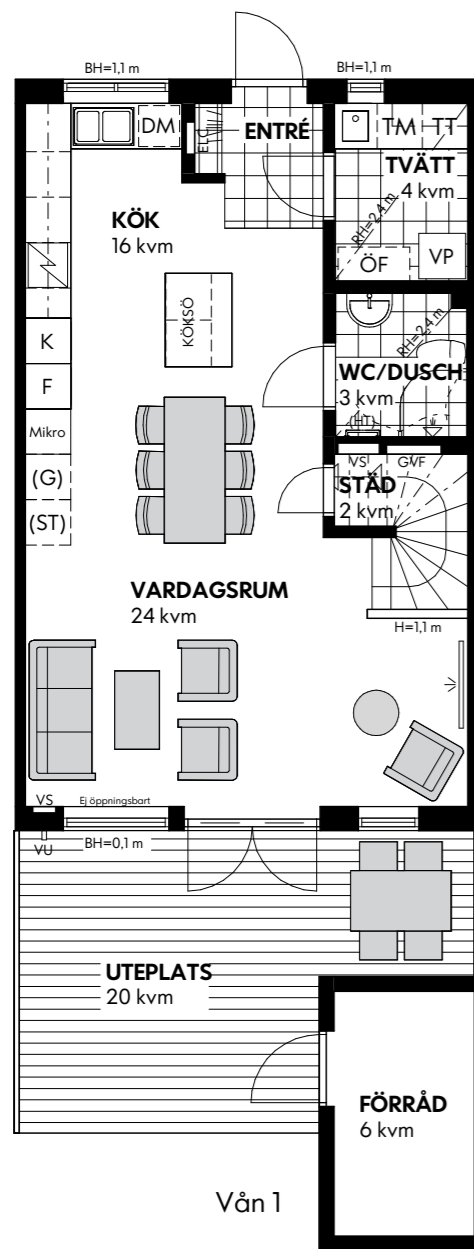 BH=1,1 m
BH=1,1 m
DM
ELC
ENTRÉ
TM TT
TVÄTT
4 kvm
KÖK
16 kvm
RH=2,4 m
ÖF
VP
KÖKSÖ
K
F
Mikro
(G)
(ST)
RH=2,4 m
WC/DUSCH
3 kvm
(HT)
VS
GVF
STÄD
2 kvm
VARDAGSRUM
24 kvm
H=1,1 m
VS
Ej öppningsbart
VU
BH=0,1 m
UTEPLATS
20 kvm
FÖRRÅD
6 kvm
Vån 1